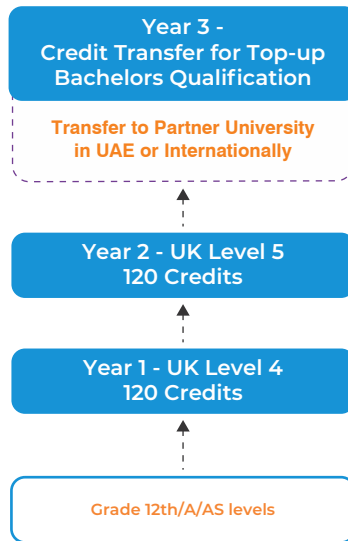 Year 3 -
Credit Transfer for Top-up
Bachelors Qualification
Transfer to Partner University
in UAE or Internationally
Year 2 - UK Level 5
120 Credits
Year 1 - UK Level 4
120 Credits
Grade 12th/A/AS levels